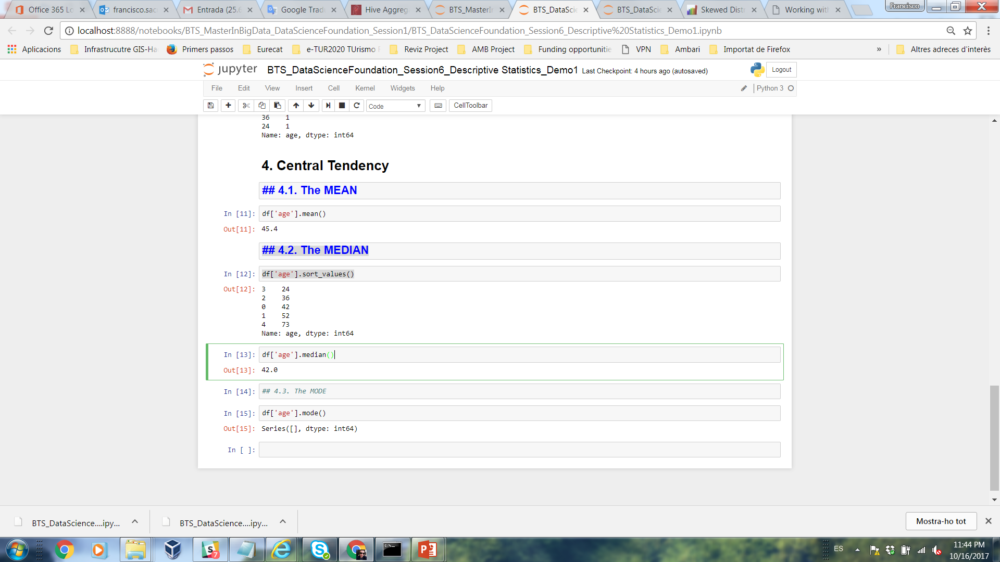 Office 365 Lo
francisco.sac
Entrada (25.6
Google Tradu
Hive Aggreg
BTS_MasterIn
BTS_DataScie
BTS_DataScie
Skewed Distr
Working with
Francisco
localhost:8888/notebooks/BTS_MasterInBigData_DataScienceFoundation_Session1/BTS_DataScienceFoundation_Session6_Descriptive%20Statistics_Demo1.ipynb
Aplicacions
Infrastrucutre GIS-Ha
Primers passos
Eurecat
e-TUR2020 TUrismo F
Reviz Project
AMB Project
Funding opportunitie
VPN
Ambari
Importat de Firefox
»
Altres adreces d'interès
jupyter BTS_DataScienceFoundation_Session6_Descriptive Statistics_Demo1 Last Checkpoint: 4 hours ago (autosaved)
Logout
File Edit View Insert Cell Kernel Widgets Help
Python 3
Code
CellToolbar
36 1
24 1
Name: age, dtype: int64
4. Central Tendency
## 4.1. The MEAN
In [11]: df['age'].mean()
Out[11]: 45.4
## 4.2. The MEDIAN
In [12]: df['age'].sort_values()
Out[12]: 3 24
2 36
0 42
1 52
4 73
Name: age, dtype: int64
In [13]: df['age'].median()
Out[13]: 42.0
In [14]: ## 4.3. The MODE
In [15]: df['age'].mode()
Out[15]: Series([], dtype: int64)
In [ ]:
BTS_DataScience....ipy...
BTS_DataScience....ipy...
Mostra-ho tot
7
ES
11:44 PM
10/16/2017